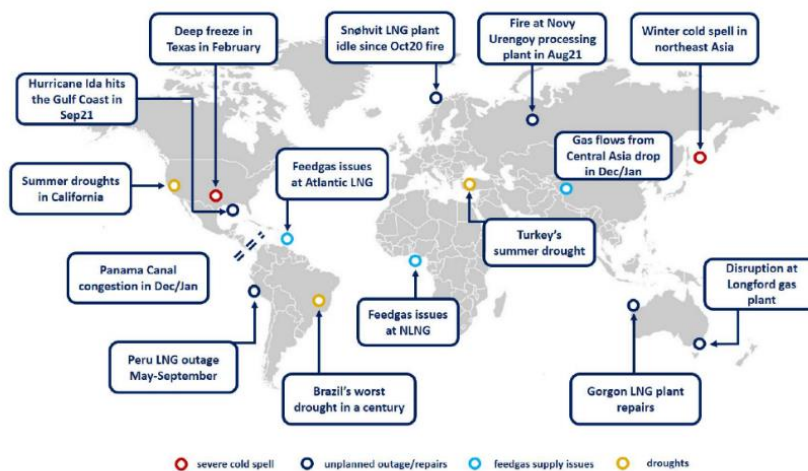 Deep freeze in
Texas in February
Snøhvit LNG plant
idle since Oct20 fire
Fire at Novy
Urengoy processing
plant in Aug21
Winter cold spell in
northeast Asia
Hurricane Ida hits
the Gulf Coast in
Sep21
Summer droughts
in California
Feedgas issues
at Atlantic LNG
Gas flows from
Central Asia drop
in Dec/Jan
Turkey's
summer drought
Panama Canal
congestion in Dec/Jan
Disruption at
Longford gas
plant
Feedgas issues
at NLNG
Peru LNG outage
May-September
Brazil's worst
drought in a century
Gorgon LNG plant
repairs
severe cold spell
unplanned outage/repairs
feedgas supply issues
droughts